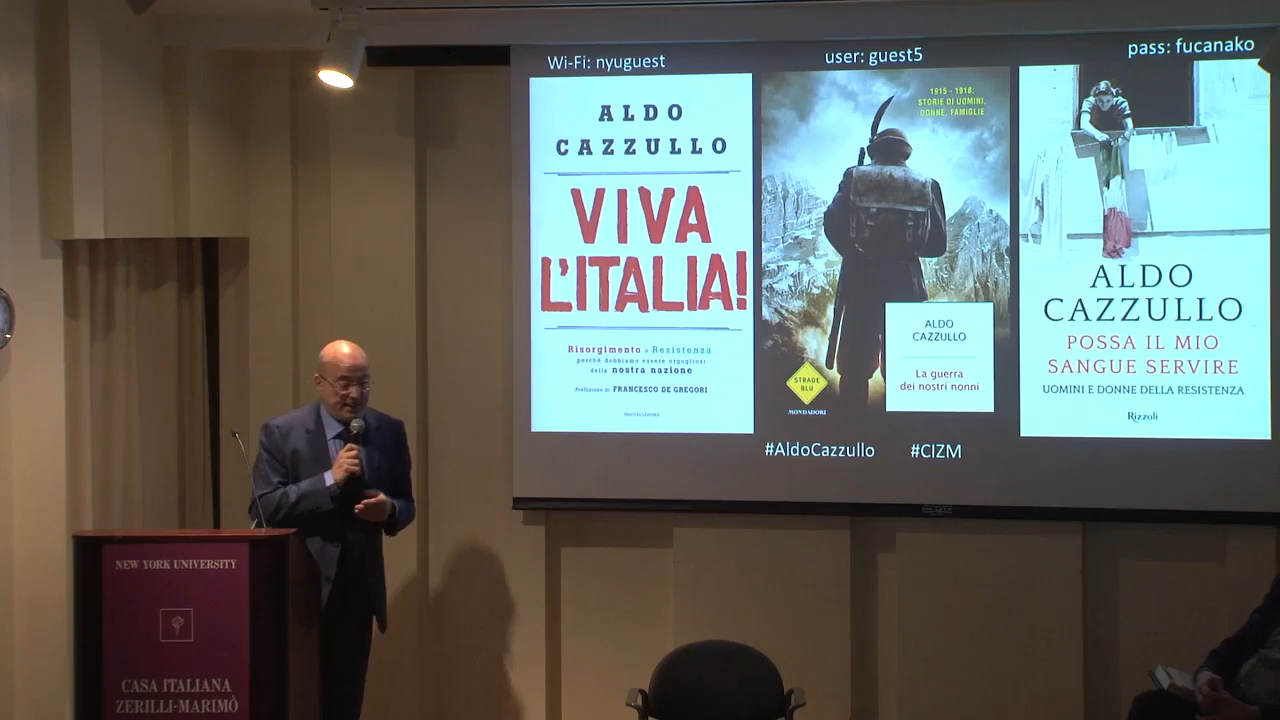 Wi-Fi: nyuguest
user: guest5
pass: fucanako
ALDO
CAZZULLO
VIVA
L'ITALIA!
Risorgimento e Resistenza
perché dobbiamo essere orgogliosi
della nostra nazione
Prefazione di FRANCESCO DE GREGORI
MONDADORI
1915 - 1918:
STORIE DI UOMINI,
DONNE, FAMIGLIE
ALDO
CAZZULLO
La guerra
dei nostri nonni
STRADE
BLU
MONDADORI
ALDO
CAZZULLO
POSSA IL MIO
SANGUE SERVIRE
UOMINI E DONNE DELLA RESISTENZA
Rizzoli
#AldoCazzullo
#CIZM
NEW YORK UNIVERSITY
CASA ITALIANA
ZERILLI-MARIMÒ